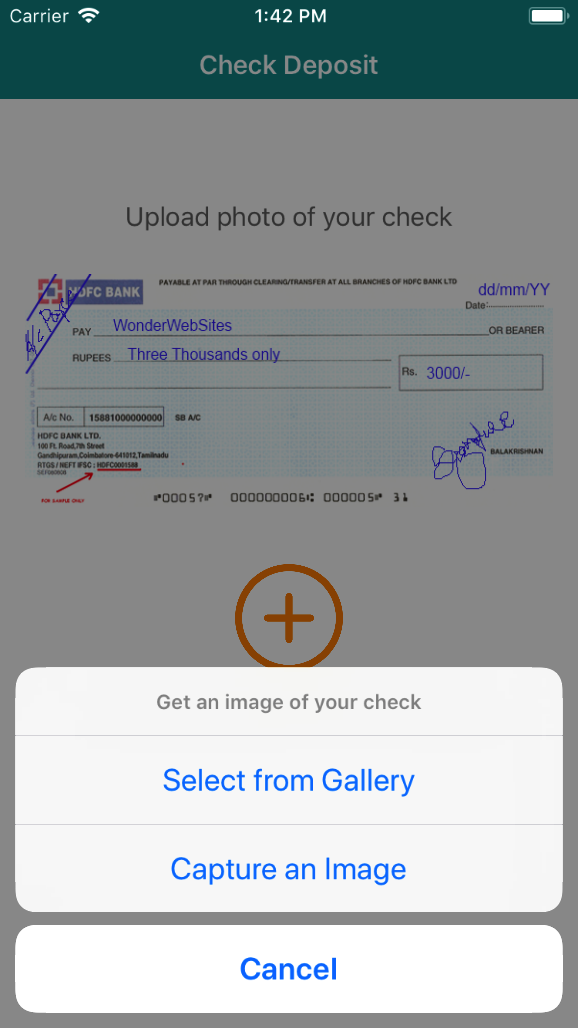 Carrier 1:42 PM
Check Deposit
Upload photo of your check
HDFC BANK
PAYABLE AT PAR THROUGH CLEARING/TRANSFER AT ALL BRANCHES OF HDFC BANK LTD
dd/mm/YY
Date:
A/c Payee
PAY WonderWebSites OR BEARER
RUPEES Three Thousands only
Rs. 3000/-
A/c No. 15881000000000 SB A/C
HDFC BANK LTD.
100 Ft. Road,7th Street
Gandhipuram,Coimbatore-641012,Tamilnadu
RTGS / NEFT IFSC : HDFC0001588
BALAKRISHNAN
FOR SAMPLE ONLY
⑈00057⑈ 000000006⑆ 000005⑈ 31
Get an image of your check
Select from Gallery
Capture an Image
Cancel